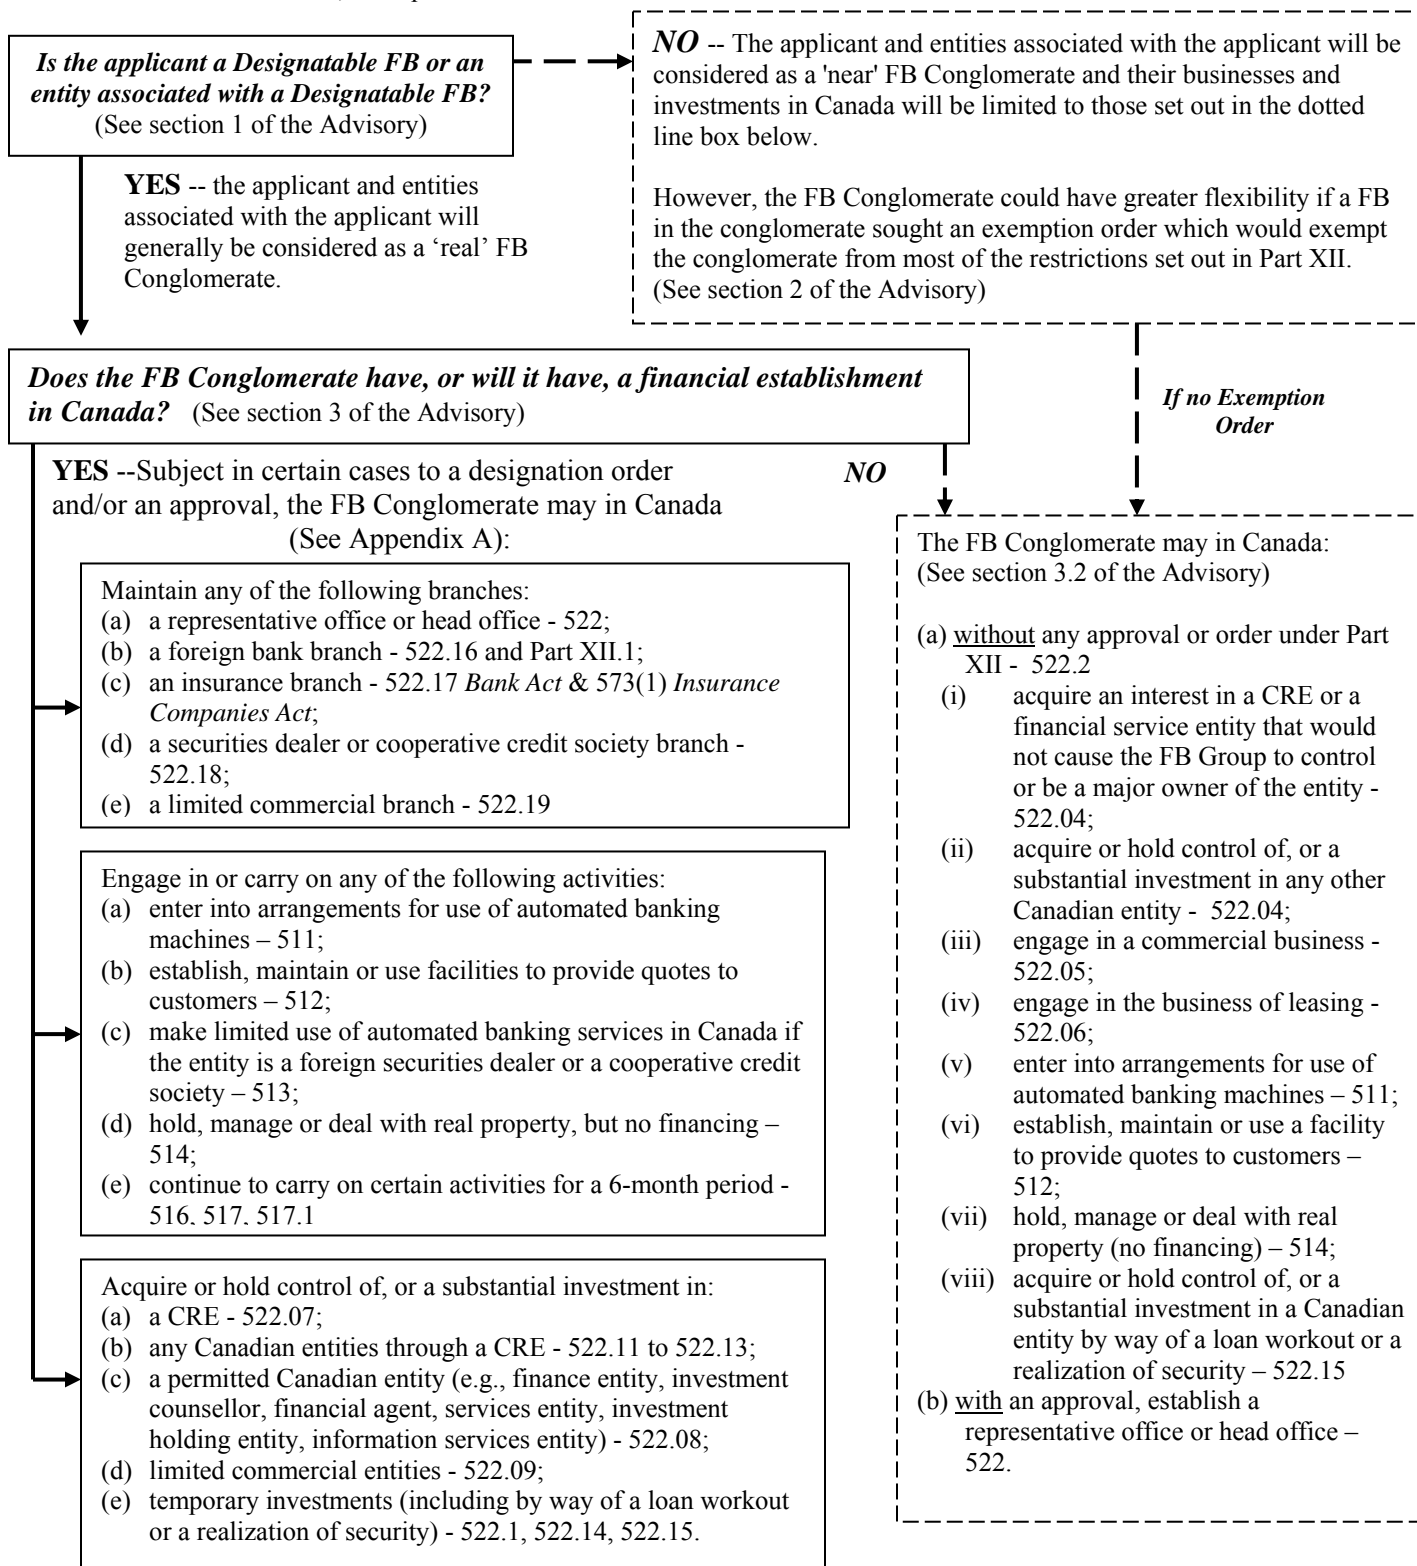 Is the applicant a Designatable FB or an
entity associated with a Designatable FB?
(See section 1 of the Advisory)
NO -- The applicant and entities associated with the applicant will be
considered as a 'near' FB Conglomerate and their businesses and
investments in Canada will be limited to those set out in the dotted
line box below.
However, the FB Conglomerate could have greater flexibility if a FB
in the conglomerate sought an exemption order which would exempt
the conglomerate from most of the restrictions set out in Part XII.
(See section 2 of the Advisory)
YES -- the applicant and entities
associated with the applicant will
generally be considered as a ‘real’ FB
Conglomerate.
Does the FB Conglomerate have, or will it have, a financial establishment
in Canada? (See section 3 of the Advisory)
If no Exemption
Order
YES --Subject in certain cases to a designation order
and/or an approval, the FB Conglomerate may in Canada
(See Appendix A):
NO
Maintain any of the following branches:
(a) a representative office or head office - 522;
(b) a foreign bank branch - 522.16 and Part XII.1;
(c) an insurance branch - 522.17 Bank Act & 573(1) Insurance
Companies Act;
(d) a securities dealer or cooperative credit society branch -
522.18;
(e) a limited commercial branch - 522.19
Engage in or carry on any of the following activities:
(a) enter into arrangements for use of automated banking
machines – 511;
(b) establish, maintain or use facilities to provide quotes to
customers – 512;
(c) make limited use of automated banking services in Canada if
the entity is a foreign securities dealer or a cooperative credit
society – 513;
(d) hold, manage or deal with real property, but no financing –
514;
(e) continue to carry on certain activities for a 6-month period -
516, 517, 517.1
Acquire or hold control of, or a substantial investment in:
(a) a CRE - 522.07;
(b) any Canadian entities through a CRE - 522.11 to 522.13;
(c) a permitted Canadian entity (e.g., finance entity, investment
counsellor, financial agent, services entity, investment
holding entity, information services entity) - 522.08;
(d) limited commercial entities - 522.09;
(e) temporary investments (including by way of a loan workout
or a realization of security) - 522.1, 522.14, 522.15.
The FB Conglomerate may in Canada:
(See section 3.2 of the Advisory)
(a) without any approval or order under Part
XII - 522.2
(i) acquire an interest in a CRE or a
financial service entity that would
not cause the FB Group to control
or be a major owner of the entity -
522.04;
(ii) acquire or hold control of, or a
substantial investment in any other
Canadian entity - 522.04;
(iii) engage in a commercial business -
522.05;
(iv) engage in the business of leasing -
522.06;
(v) enter into arrangements for use of
automated banking machines – 511;
(vi) establish, maintain or use a facility
to provide quotes to customers –
512;
(vii) hold, manage or deal with real
property (no financing) – 514;
(viii) acquire or hold control of, or a
substantial investment in a Canadian
entity by way of a loan workout or a
realization of security – 522.15
(b) with an approval, establish a
representative office or head office –
522.